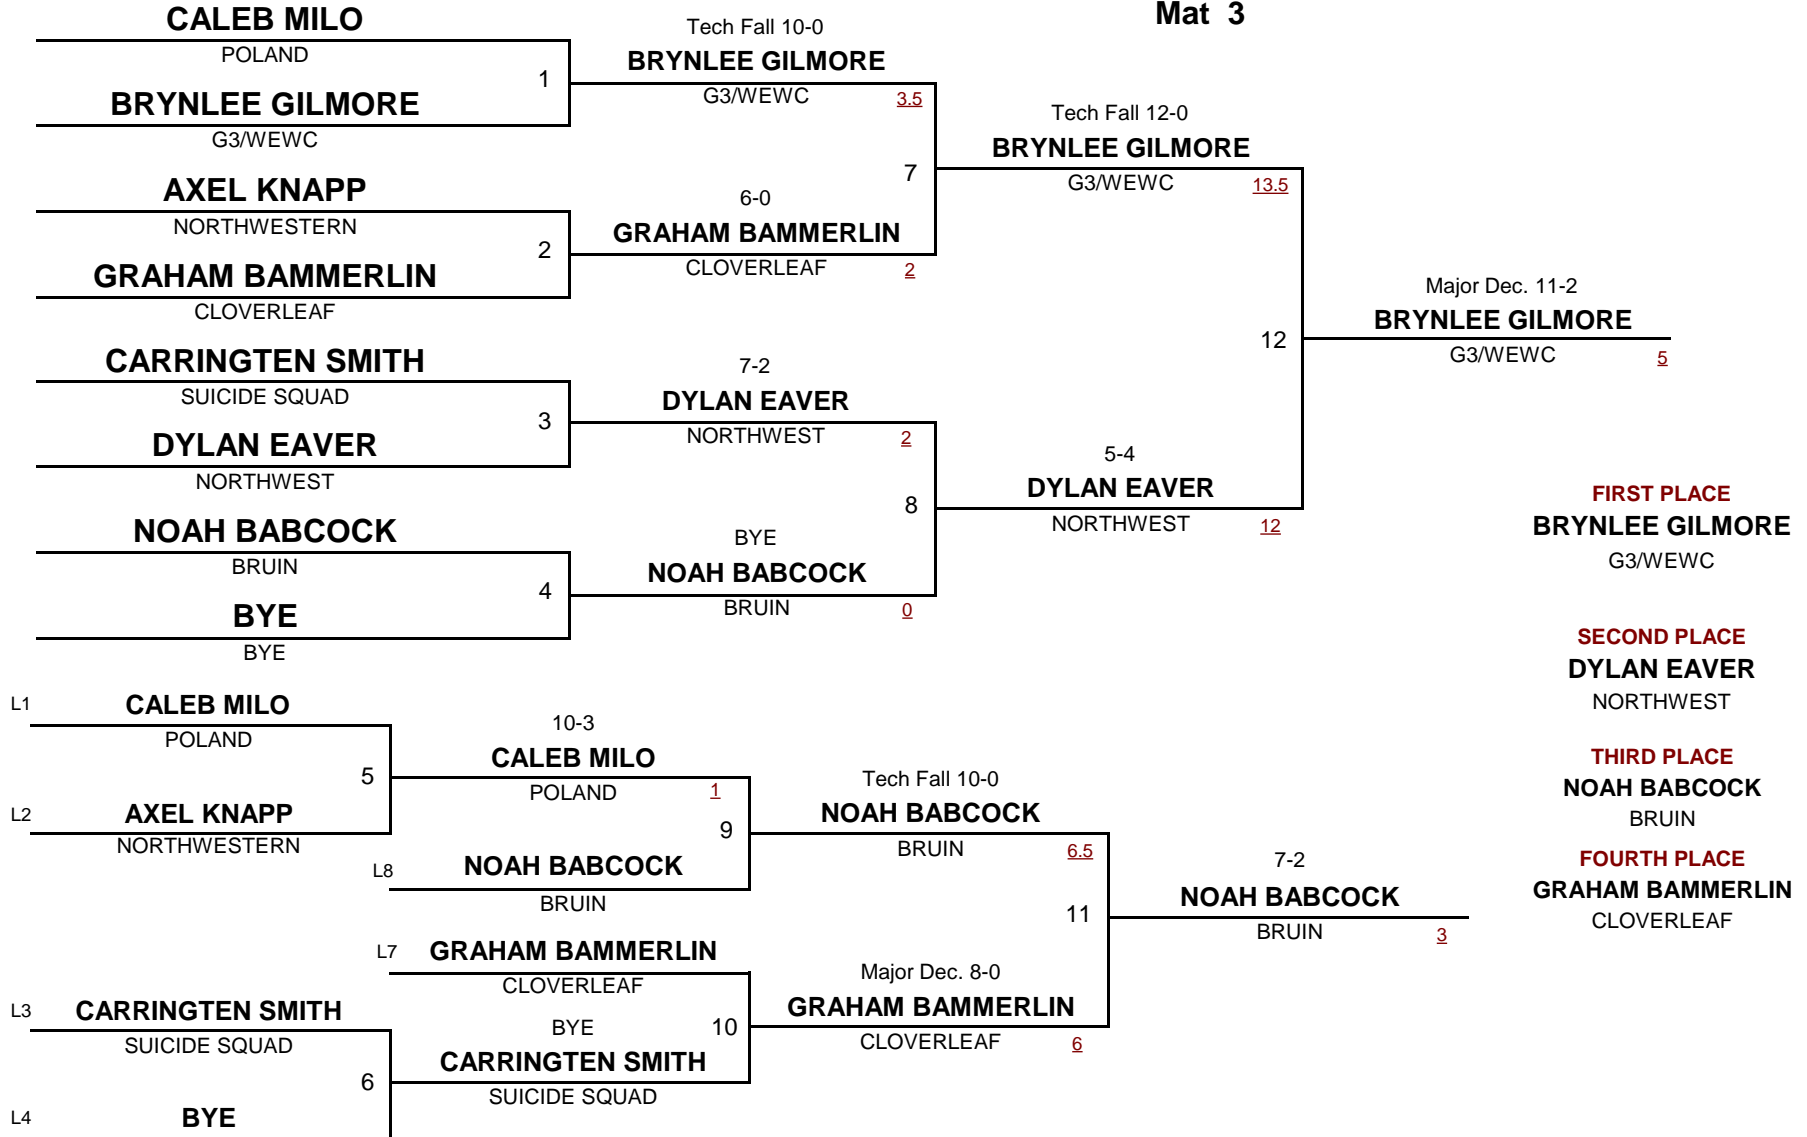 Mat 3
CALEB MILO
POLAND
1
BRYNLEE GILMORE
G3/WEWC
AXEL KNAPP
NORTHWESTERN
2
GRAHAM BAMMERLIN
CLOVERLEAF
CARRINGTEN SMITH
SUICIDE SQUAD
3
DYLAN EAVER
NORTHWEST
NOAH BABCOCK
BRUIN
4
BYE
BYE
Tech Fall 10-0
BRYNLEE GILMORE
G3/WEWC 3.5
7
6-0
GRAHAM BAMMERLIN
CLOVERLEAF 2
7-2
DYLAN EAVER
NORTHWEST 2
8
BYE
NOAH BABCOCK
BRUIN 0
Tech Fall 12-0
BRYNLEE GILMORE
G3/WEWC 13.5
12
5-4
DYLAN EAVER
NORTHWEST 12
Major Dec. 11-2
BRYNLEE GILMORE
G3/WEWC 5
FIRST PLACE
BRYNLEE GILMORE
G3/WEWC
SECOND PLACE
DYLAN EAVER
NORTHWEST
THIRD PLACE
NOAH BABCOCK
BRUIN
FOURTH PLACE
GRAHAM BAMMERLIN
CLOVERLEAF
L1 CALEB MILO
POLAND
5
L2 AXEL KNAPP
NORTHWESTERN
L3 CARRINGTEN SMITH
SUICIDE SQUAD
6
L4 BYE
10-3
CALEB MILO
POLAND 1
9
L8 NOAH BABCOCK
BRUIN
L7 GRAHAM BAMMERLIN
CLOVERLEAF
BYE 10
CARRINGTEN SMITH
SUICIDE SQUAD
Tech Fall 10-0
NOAH BABCOCK
BRUIN 6.5
11
Major Dec. 8-0
GRAHAM BAMMERLIN
CLOVERLEAF 6
7-2
NOAH BABCOCK
BRUIN 3